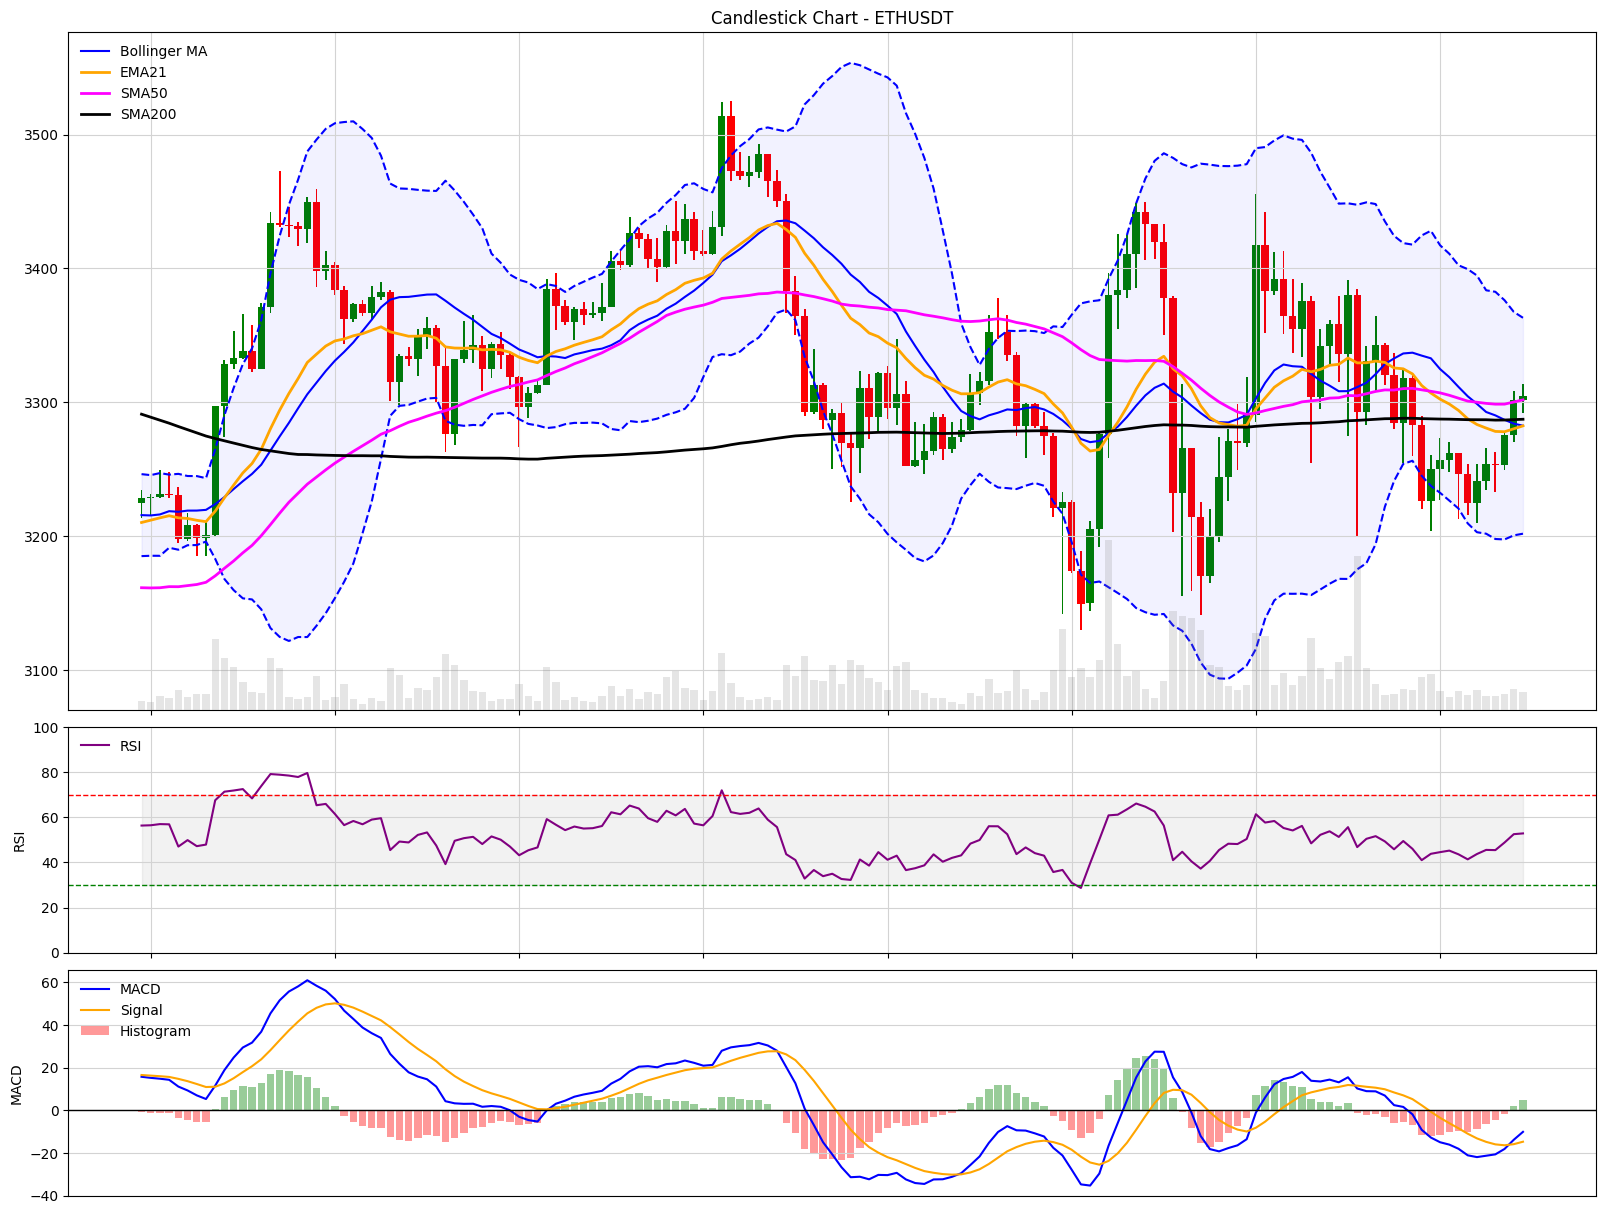 Candlestick Chart - ETHUSDT
Bollinger MA
EMA21
SMA50
SMA200
3500
3400
3300
3200
3100
RSI
100
80
60
40
20
0
RSI
MACD
Signal
Histogram
60
40
20
0
−20
−40
MACD